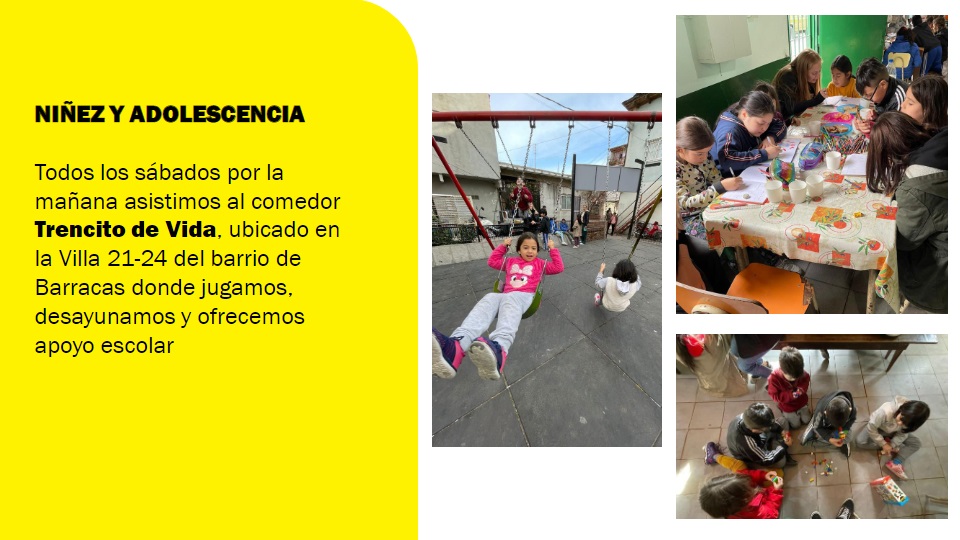 NIÑEZ Y ADOLESCENCIA
Todos los sábados por la
mañana asistimos al comedor
Trencito de Vida, ubicado en
la Villa 21-24 del barrio de
Barracas donde jugamos,
desayunamos y ofrecemos
apoyo escolar